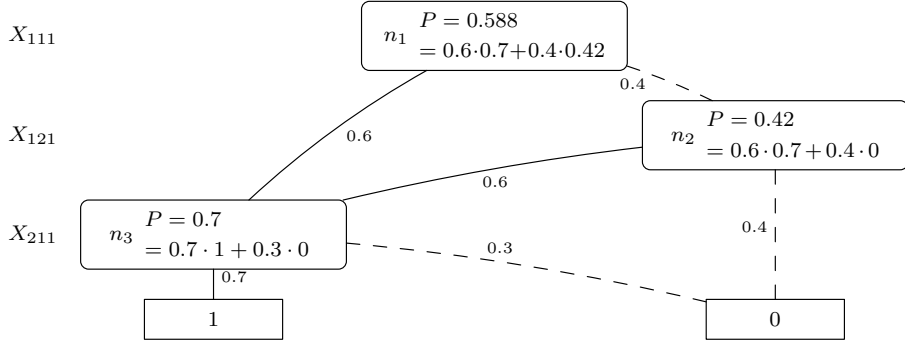 X₁₁₁
n₁ P = 0.588
= 0.6·0.7+0.4·0.42
0.4
X₁₂₁
0.6
n₂ P = 0.42
= 0.6 · 0.7 + 0.4 · 0
0.6
X₂₁₁
n₃ P = 0.7
= 0.7 · 1 + 0.3 · 0
0.3
0.4
0.7
1
0